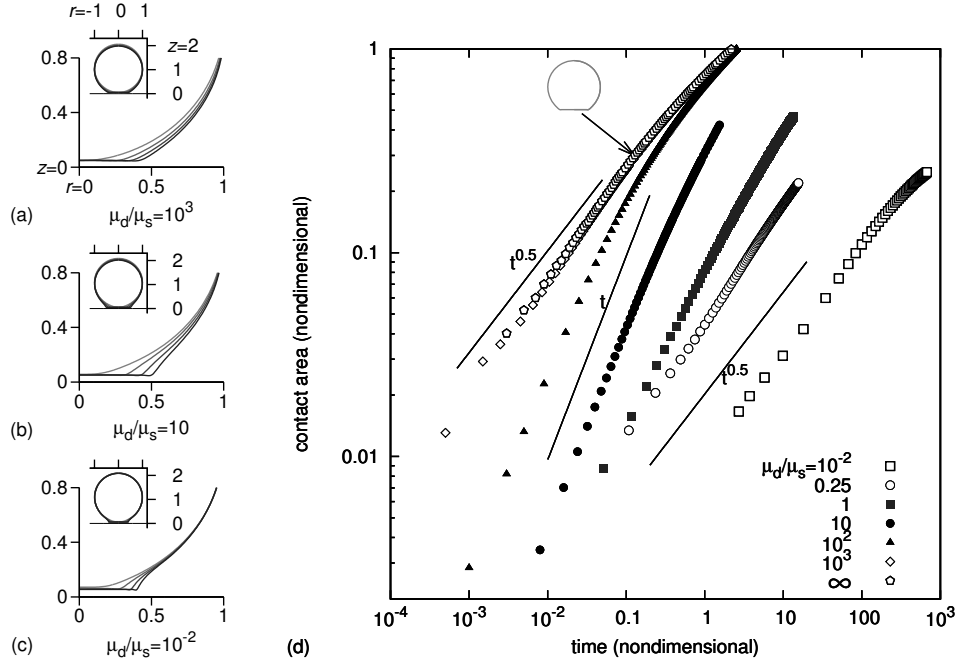 r=-1 0 1
z=2
1
0
0.8
0.4
z=0
r=0 0.5 1
(a) μd/μs=10³
0.8
0.4
0
2
1
0
0 0.5 1
(b) μd/μs=10
0.8
0.4
0
2
1
0
0 0.5 1
(c) μd/μs=10⁻²
contact area (nondimensional)
1
0.1
0.01
t⁰·⁵
t
t⁰·⁵
μd/μs=10⁻²
0.25
1
10
10²
10³
∞
10⁻⁴ 10⁻³ 10⁻² 0.1 1 10 100 10³
(d) time (nondimensional)